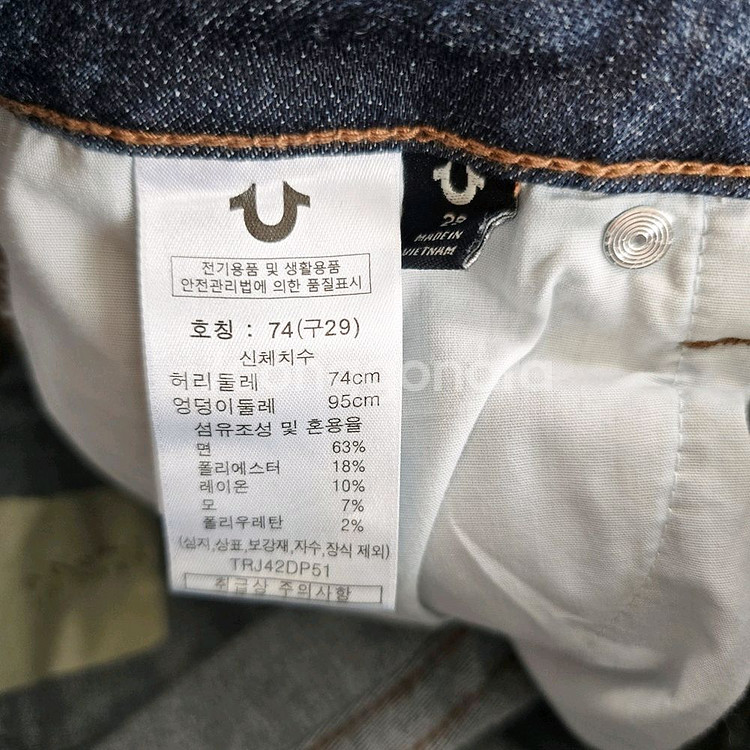 전기용품 및 생활용품
안전관리법에 의한 품질표시
호칭 : 74(구29)
신체치수
허리둘레 74cm
엉덩이둘레 95cm
섬유조성 및 혼용율
면 63%
폴리에스터 18%
레이온 10%
모 7%
폴리우레탄 2%
(심지,상표,보강재,자수,장식 제외)
TRJ42DP51
취급상 주의사항
MADE IN
VIETNAM